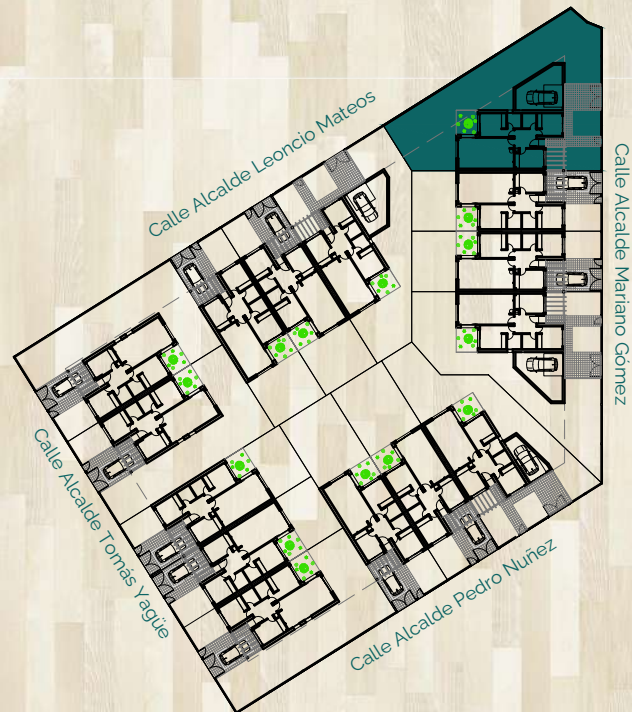 Calle Alcalde Leoncio Mateos
Calle Alcalde Mariano Gómez
Calle Alcalde Tomás Yagüe
Calle Alcalde Pedro Nuñez